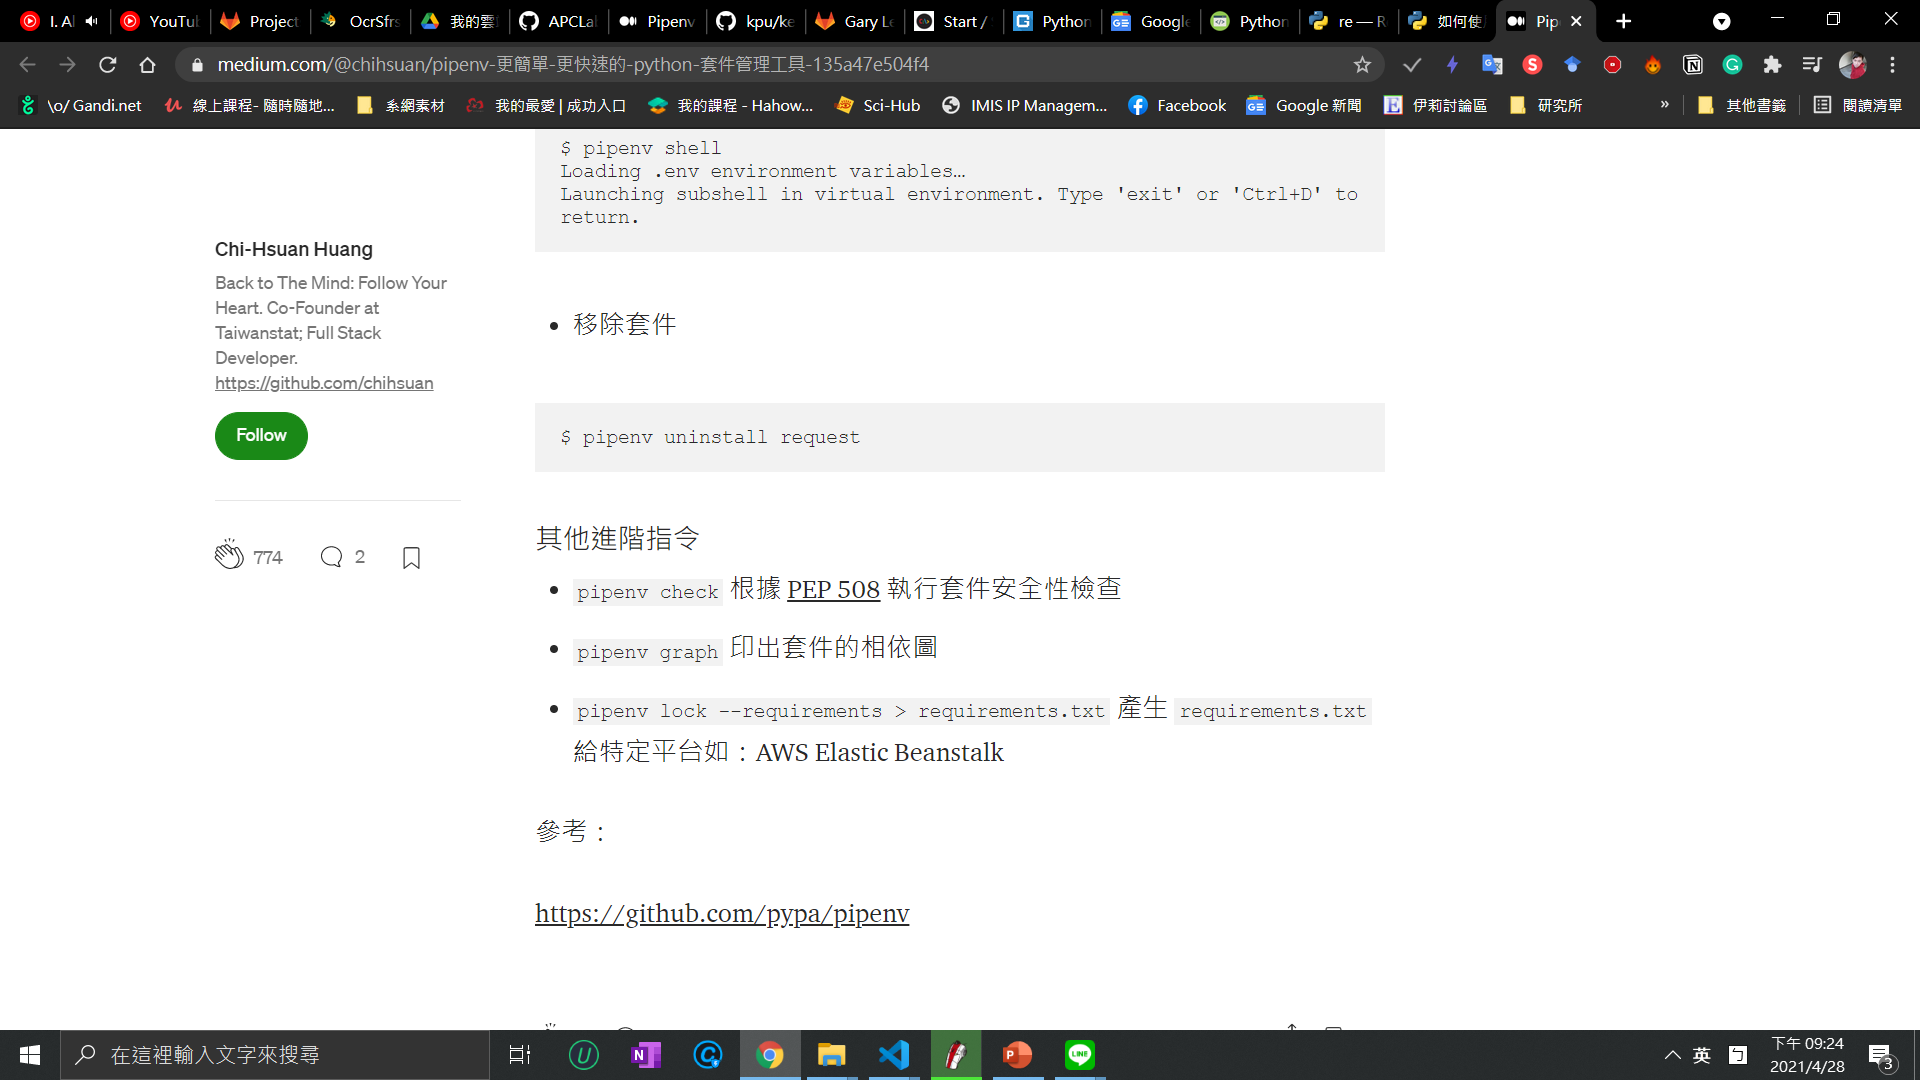 I. Al
YouTub
Project
OcrSfrs
我的雲
APCLal
Pipenv
kpu/ke
Gary Le
Start /
Python
Google
Python
re — R
如何使
Pip
medium.com/@chihsuan/pipenv-更簡單-更快速的-python-套件管理工具-135a47e504f4
\o/ Gandi.net
線上課程- 隨時隨地...
系網素材
我的最愛 | 成功入口
我的課程 - Hahow...
Sci-Hub
IMIS IP Managem...
Facebook
Google 新聞
伊莉討論區
研究所
»
其他書籤
閱讀清單
$ pipenv shell
Loading .env environment variables…
Launching subshell in virtual environment. Type 'exit' or 'Ctrl+D' to
return.
Chi-Hsuan Huang
Back to The Mind: Follow Your
Heart. Co-Founder at
Taiwanstat; Full Stack
Developer.
https://github.com/chihsuan
Follow
774
2
• 移除套件
$ pipenv uninstall request
其他進階指令
• pipenv check 根據 PEP 508 執行套件安全性檢查
• pipenv graph 印出套件的相依圖
• pipenv lock --requirements > requirements.txt 產生 requirements.txt
給特定平台如：AWS Elastic Beanstalk
參考：
https://github.com/pypa/pipenv
在這裡輸入文字來搜尋
英
下午 09:24
2021/4/28
3